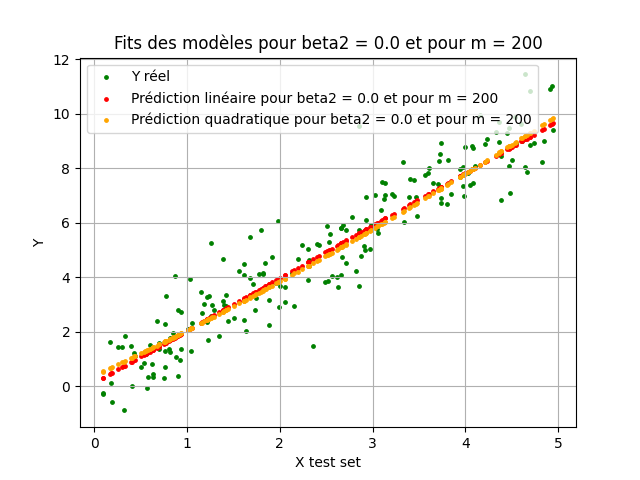 Fits des modèles pour beta2 = 0.0 et pour m = 200
Y réel
Prédiction linéaire pour beta2 = 0.0 et pour m = 200
Prédiction quadratique pour beta2 = 0.0 et pour m = 200
12
10
8
6
4
2
0
Y
0 1 2 3 4 5
X test set